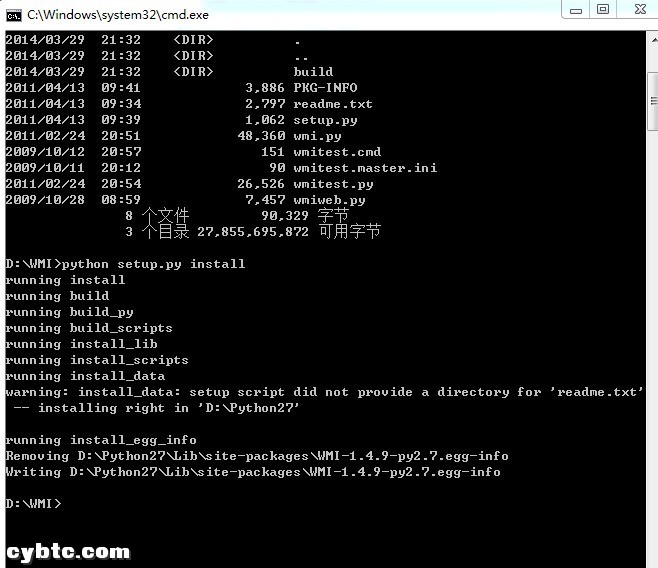 C:\Windows\system32\cmd.exe
2014/03/29  21:32    <DIR>          .
2014/03/29  21:32    <DIR>          ..
2014/03/29  21:32    <DIR>          build
2011/04/13  09:41             3,886 PKG-INFO
2011/04/13  09:34             2,797 readme.txt
2011/04/13  09:39             1,062 setup.py
2011/02/24  20:51            48,360 wmi.py
2009/10/12  20:57               151 wmitest.cmd
2009/10/11  20:12                90 wmitest.master.ini
2011/02/24  20:54            26,526 wmitest.py
2009/10/28  08:59             7,457 wmiweb.py
               8 个文件         90,329 字节
               3 个目录 27,855,695,872 可用字节
D:\WMI>python setup.py install
running install
running build
running build_py
running build_scripts
running install_lib
running install_scripts
running install_data
warning: install_data: setup script did not provide a directory for 'readme.txt'
 -- installing right in 'D:\Python27'
running install_egg_info
Removing D:\Python27\Lib\site-packages\WMI-1.4.9-py2.7.egg-info
Writing D:\Python27\Lib\site-packages\WMI-1.4.9-py2.7.egg-info
D:\WMI>
cybtc.com